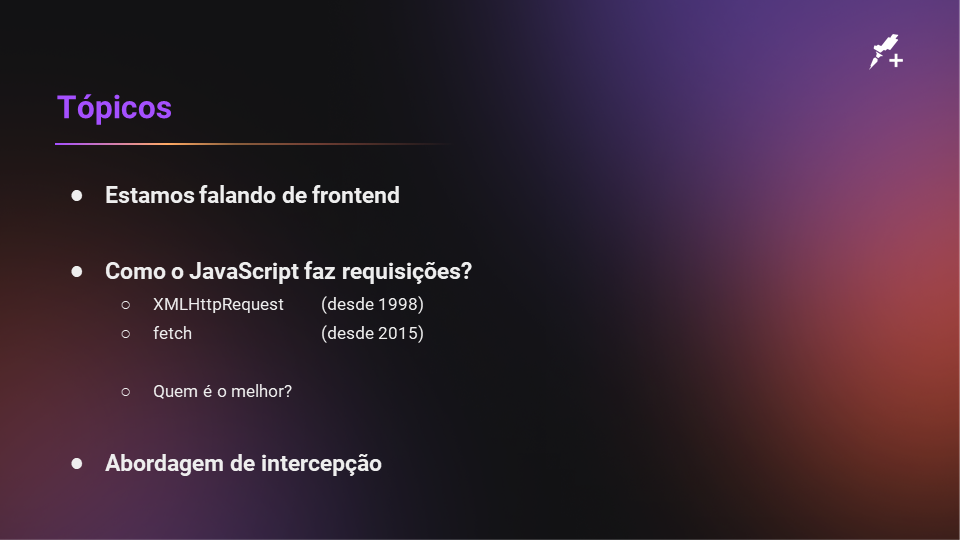 Tópicos
● Estamos falando de frontend
● Como o JavaScript faz requisições?
○ XMLHttpRequest (desde 1998)
○ fetch (desde 2015)
○ Quem é o melhor?
● Abordagem de intercepção